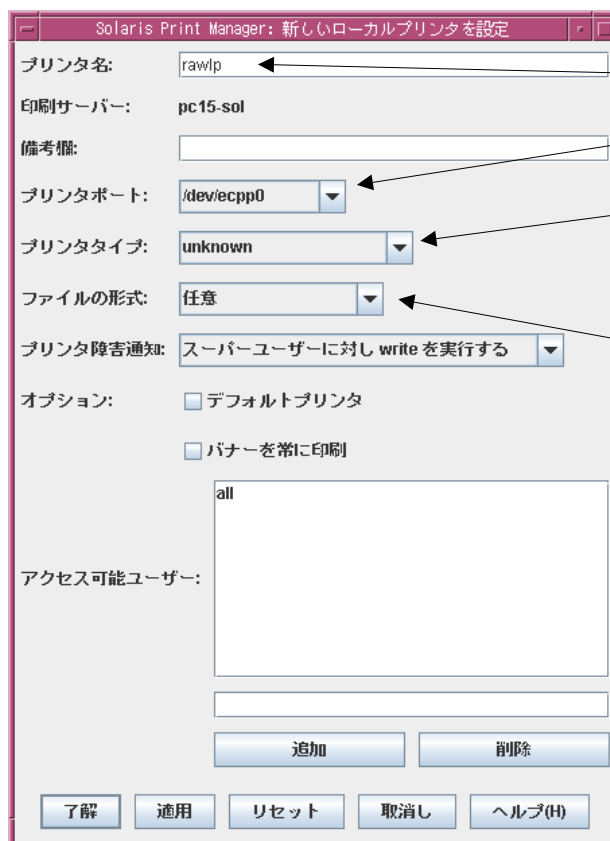 Solaris Print Manager: 新しいローカルプリンタを設定
プリンタ名: rawlp
印刷サーバー: pc15-sol
備考欄:
プリンタポート: /dev/ecpp0
プリンタタイプ: unknown
ファイルの形式: 任意
プリンタ障害通知: スーパーユーザーに対し write を実行する
オプション: デフォルトプリンタ
バナーを常に印刷
all
アクセス可能ユーザー:
追加 削除
了解 適用 リセット 取消し ヘルプ(H)